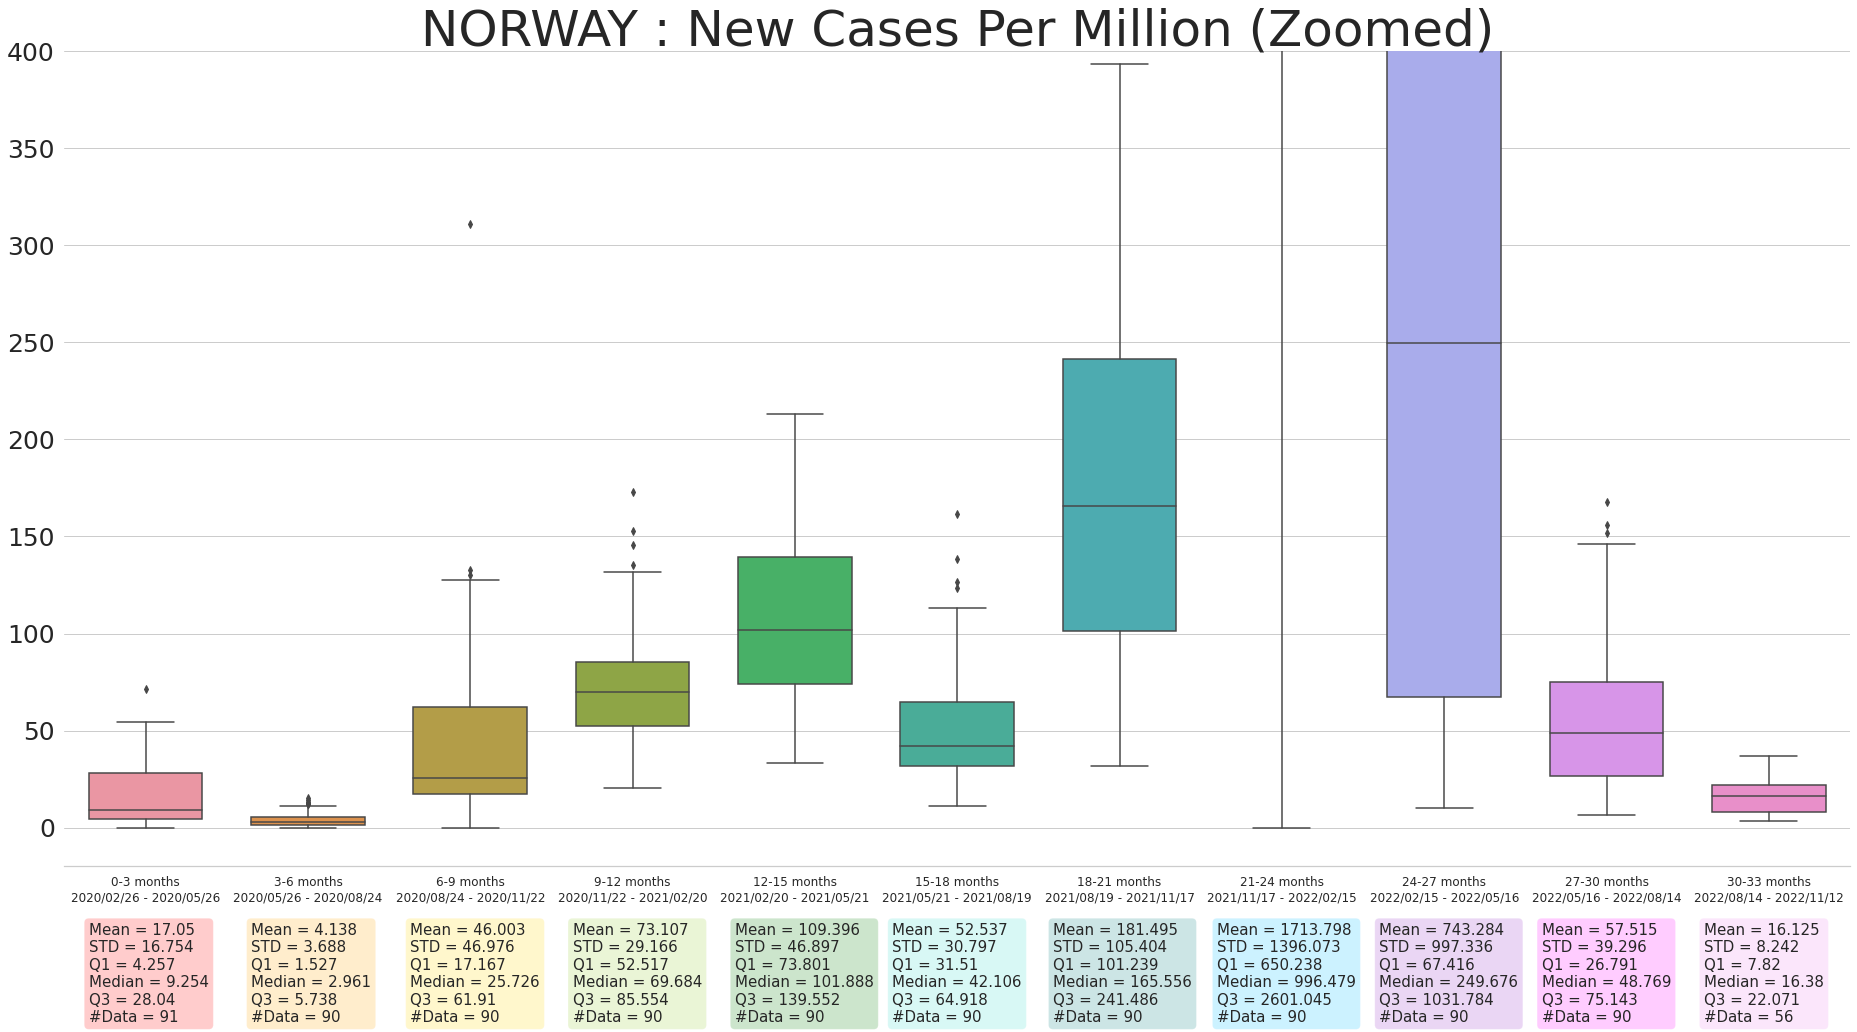 NORWAY : New Cases Per Million (Zoomed)
400
350
300
250
200
150
100
50
0
0-3 months
2020/02/26 - 2020/05/26
3-6 months
2020/05/26 - 2020/08/24
6-9 months
2020/08/24 - 2020/11/22
9-12 months
2020/11/22 - 2021/02/20
12-15 months
2021/02/20 - 2021/05/21
15-18 months
2021/05/21 - 2021/08/19
18-21 months
2021/08/19 - 2021/11/17
21-24 months
2021/11/17 - 2022/02/15
24-27 months
2022/02/15 - 2022/05/16
27-30 months
2022/05/16 - 2022/08/14
30-33 months
2022/08/14 - 2022/11/12
Mean = 17.05
STD = 16.754
Q1 = 4.257
Median = 9.254
Q3 = 28.04
#Data = 91
Mean = 4.138
STD = 3.688
Q1 = 1.527
Median = 2.961
Q3 = 5.738
#Data = 90
Mean = 46.003
STD = 46.976
Q1 = 17.167
Median = 25.726
Q3 = 61.91
#Data = 90
Mean = 73.107
STD = 29.166
Q1 = 52.517
Median = 69.684
Q3 = 85.554
#Data = 90
Mean = 109.396
STD = 46.897
Q1 = 73.801
Median = 101.888
Q3 = 139.552
#Data = 90
Mean = 52.537
STD = 30.797
Q1 = 31.51
Median = 42.106
Q3 = 64.918
#Data = 90
Mean = 181.495
STD = 105.404
Q1 = 101.239
Median = 165.556
Q3 = 241.486
#Data = 90
Mean = 1713.798
STD = 1396.073
Q1 = 650.238
Median = 996.479
Q3 = 2601.045
#Data = 90
Mean = 743.284
STD = 997.336
Q1 = 67.416
Median = 249.676
Q3 = 1031.784
#Data = 90
Mean = 57.515
STD = 39.296
Q1 = 26.791
Median = 48.769
Q3 = 75.143
#Data = 90
Mean = 16.125
STD = 8.242
Q1 = 7.82
Median = 16.38
Q3 = 22.071
#Data = 56